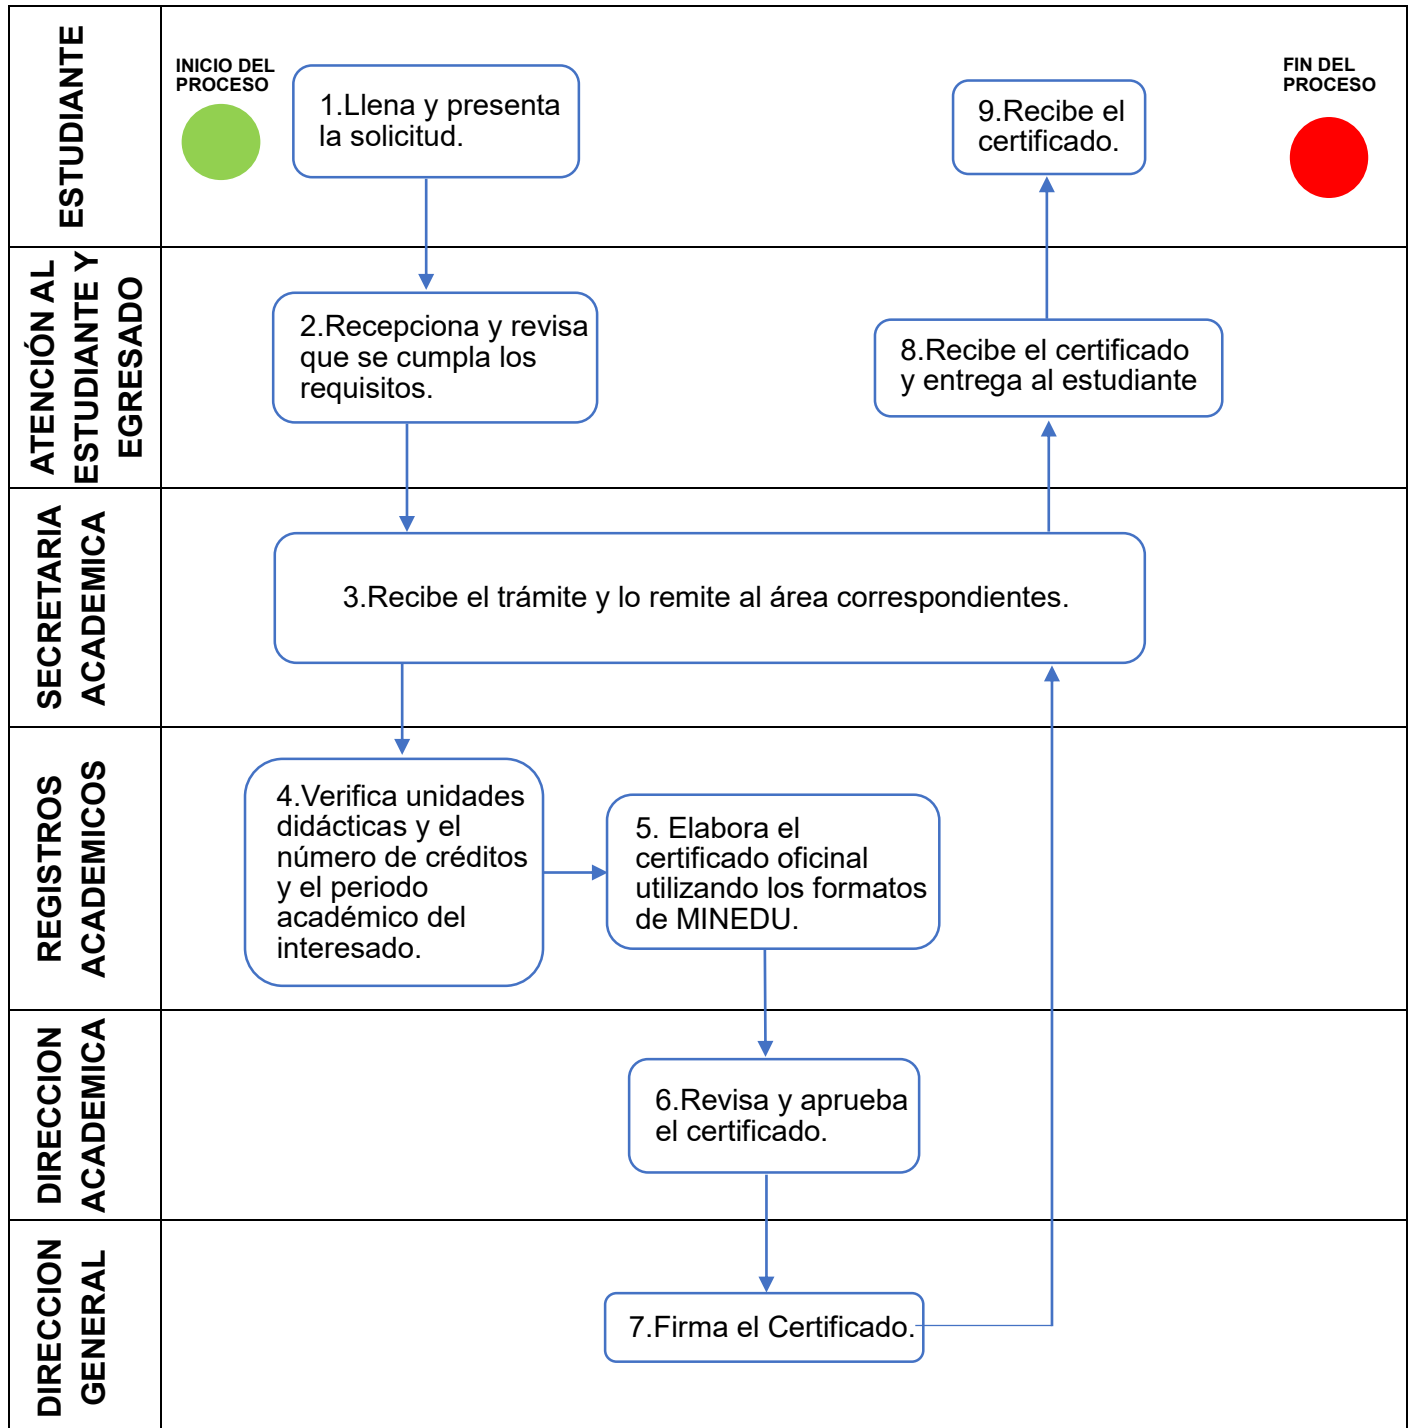 ESTUDIANTE
INICIO DEL
PROCESO
1.Llena y presenta
la solicitud.
9.Recibe el
certificado.
FIN DEL
PROCESO
ATENCIÓN AL
ESTUDIANTE Y
EGRESADO
2.Recepciona y revisa
que se cumpla los
requisitos.
8.Recibe el certificado
y entrega al estudiante
SECRETARIA
ACADEMICA
3.Recibe el trámite y lo remite al área correspondientes.
REGISTROS
ACADEMICOS
4.Verifica unidades
didácticas y el
número de créditos
y el periodo
académico del
interesado.
5. Elabora el
certificado oficinal
utilizando los formatos
de MINEDU.
DIRECCION
ACADEMICA
6.Revisa y aprueba
el certificado.
DIRECCION
GENERAL
7.Firma el Certificado.